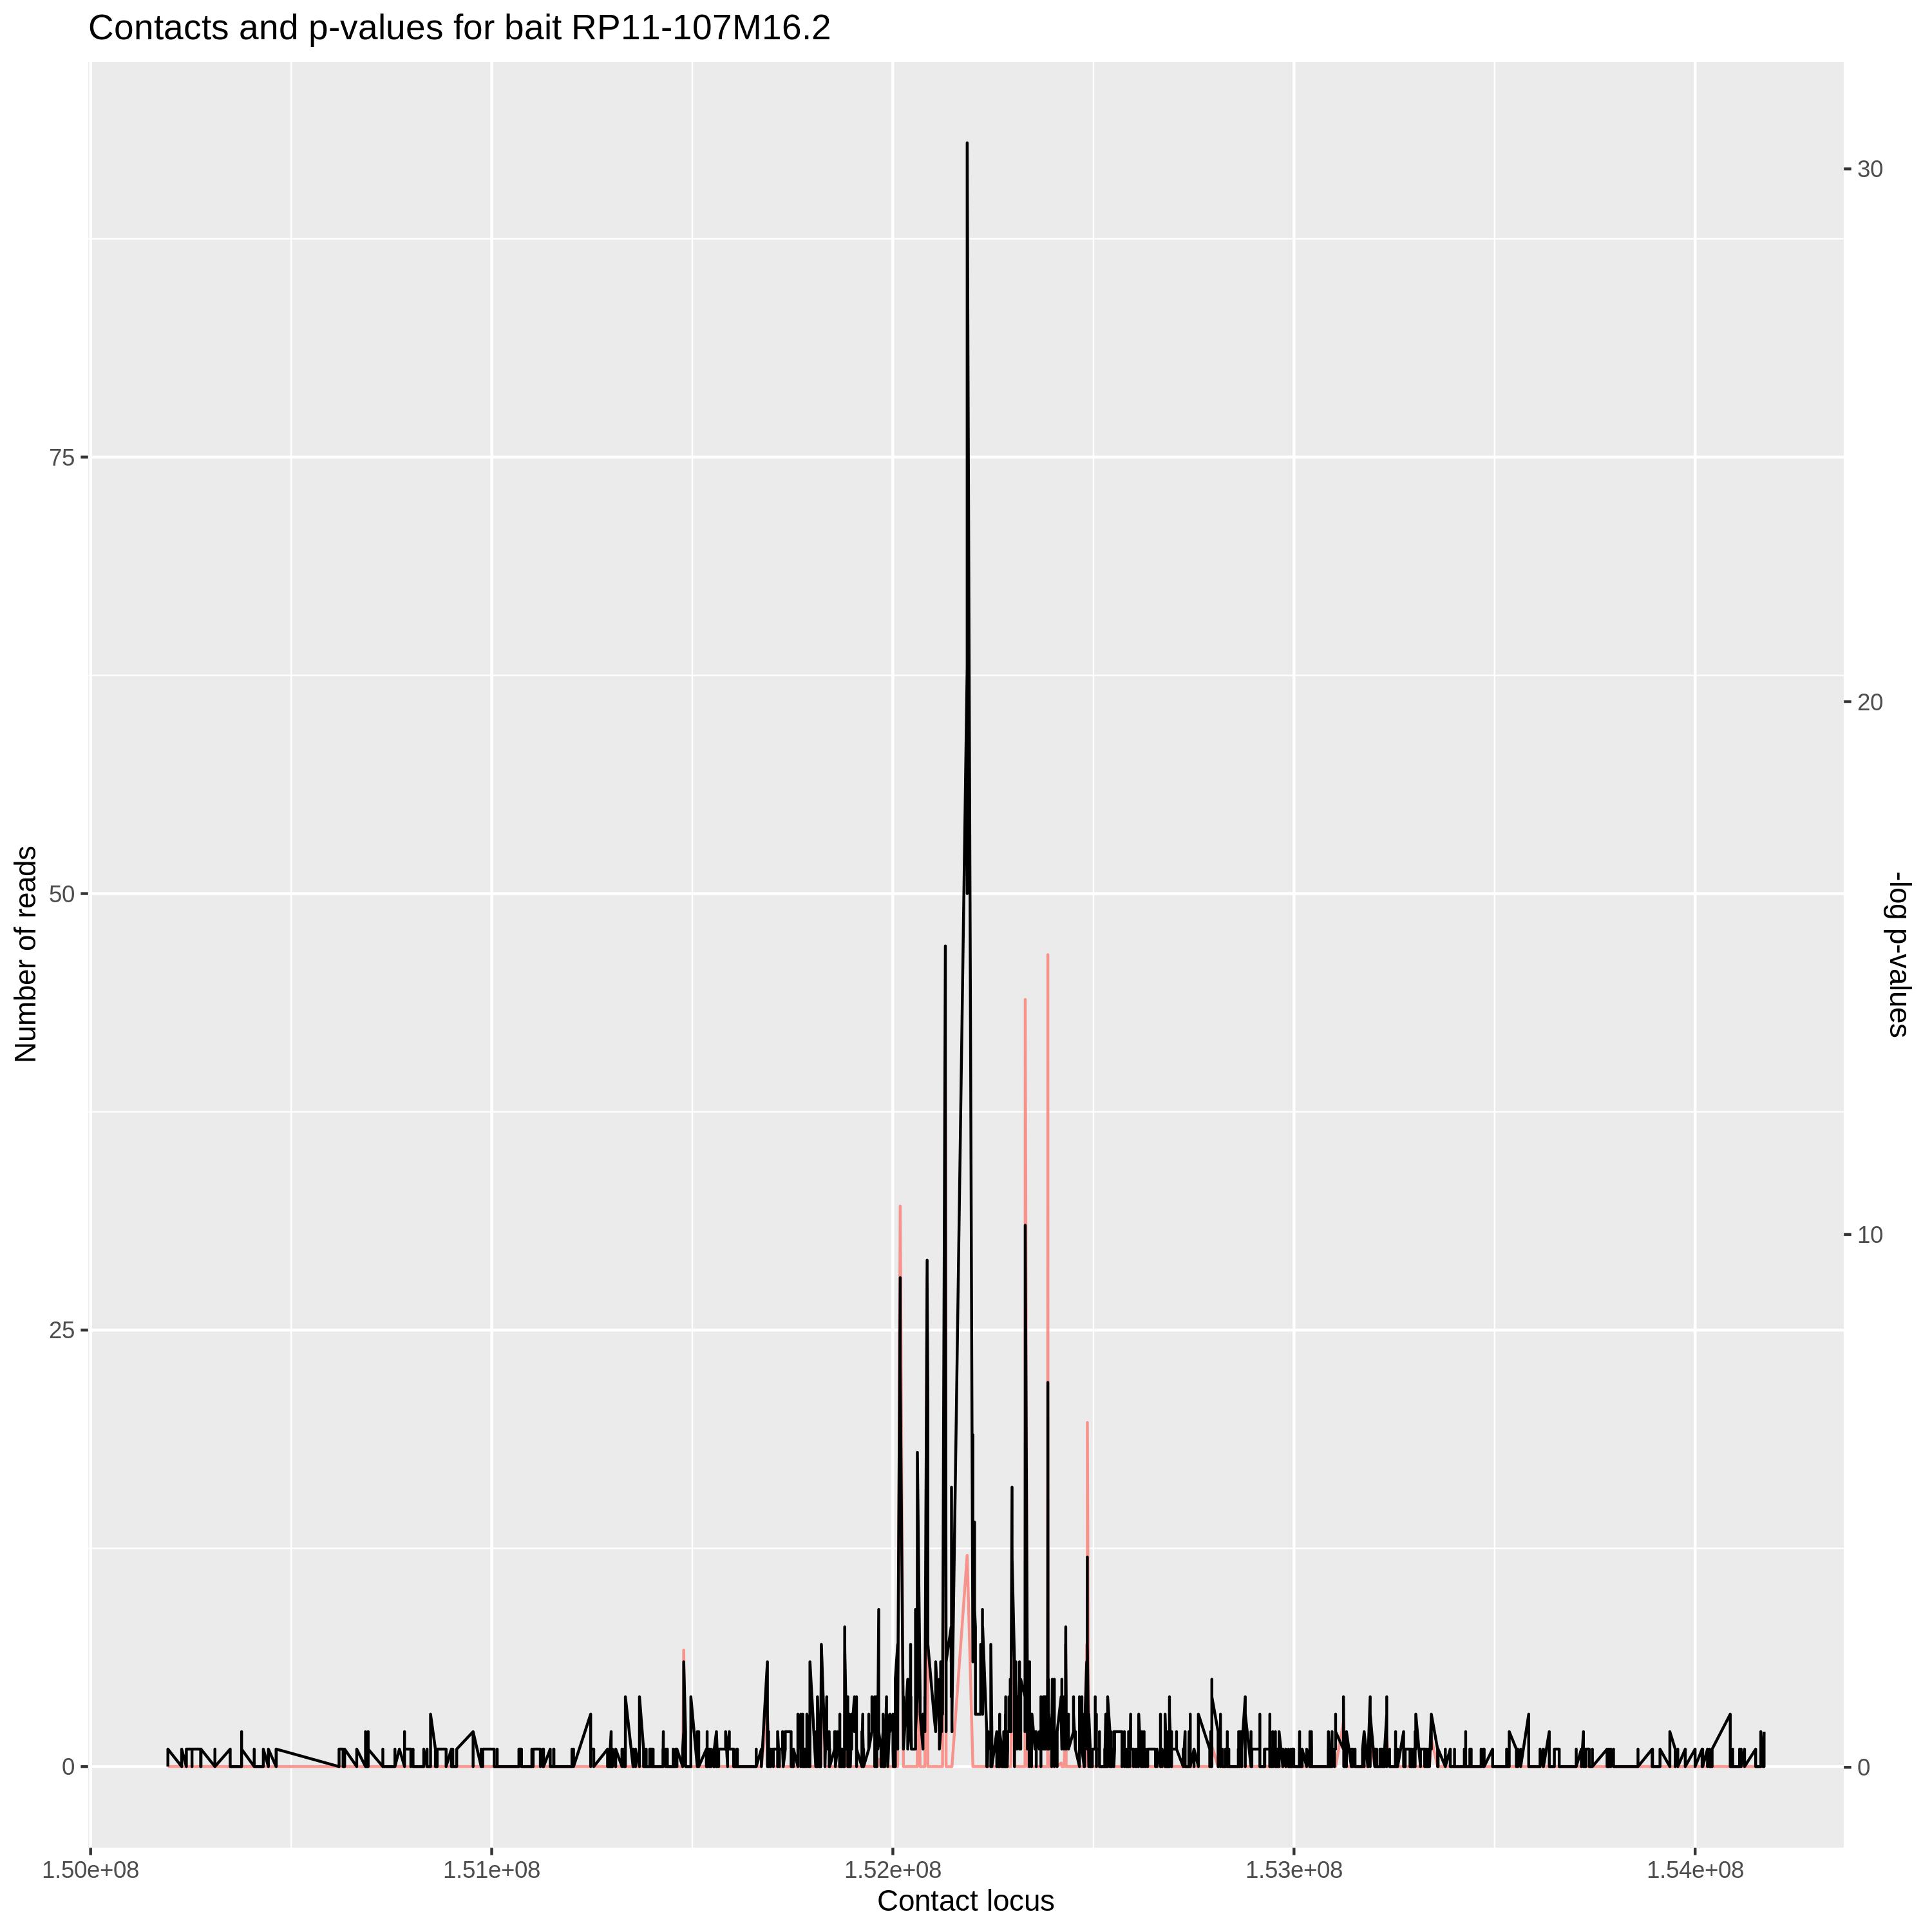 Contacts and p-values for bait RP11-107M16.2
Number of reads
75
50
25
0
30
20
10
0
-log p-values
1.50e+08 1.51e+08 1.52e+08 1.53e+08 1.54e+08
Contact locus